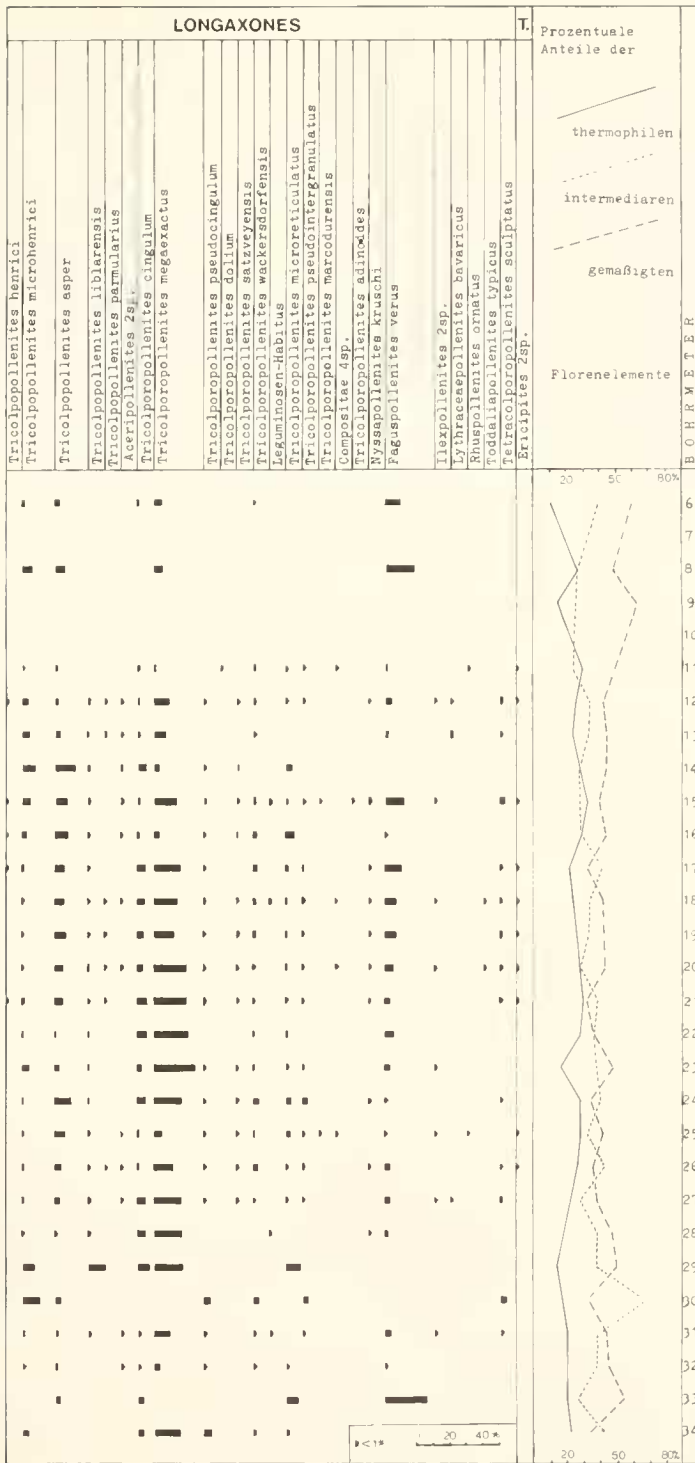 LONGAXONES
T.
Tricolpopollenites henrici
Tricolpopollenites microhenrici
Tricolpopollenites asper
Tricolpopollenites liblarensis
Tricolpopollenites parmularius
Aceripollenites 2sp.
Tricolporopollenites cingulum
Tricolporopollenites megaexactus
Tricolporopollenites pseudocingulum
Tricolporopollenites dolium
Tricolporopollenites satzveyensis
Tricolporopollenites wackersdorfensis
Leguminosen-Habitus
Tricolporopollenites microreticulatus
Tricolporopollenites pseudointergranulatus
Tricolporopollenites marcodurensis
Compositae 4sp.
Tricolporopollenites adinoides
Nyssapollenites kruschi
Faguspollenites verus
Ilexpollenites 2sp.
Lythraceaepollenites bavaricus
Rhuspollenites ornatus
Toddaliapollenites typicus
Tetracolporopollenites sculptatus
Ericipites 2sp.
Prozentuale
Anteile der
thermophilen
intermediaren
gemäßigten
Florenelemente
BOHRMETER
20 50 80%
6
7
8
9
10
11
12
13
14
15
16
17
18
19
20
21
22
23
24
25
26
27
28
29
30
31
32
33
34
<1% 20 40%
20 50 80%